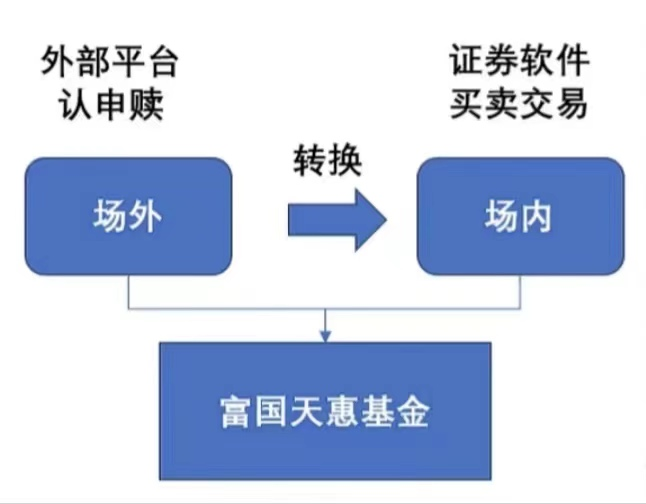 外部平台
认申赎
证券软件
买卖交易
转换
场外
场内
富国天惠基金